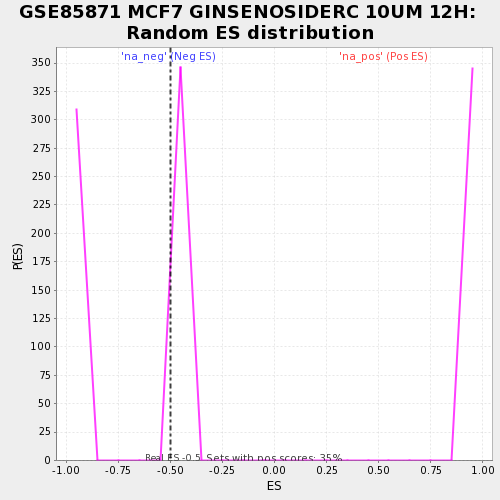 GSE85871 MCF7 GINSENOSIDERC 10UM 12H:
Random ES distribution
'na_neg' (Neg ES)
'na_pos' (Pos ES)
350
325
300
275
250
225
200
175
150
125
100
75
50
25
0
P(ES)
Real ES -0.5, Sets with pos scores: 35%
-1.00 -0.75 -0.50 -0.25 0.00 0.25 0.50 0.75 1.00
ES